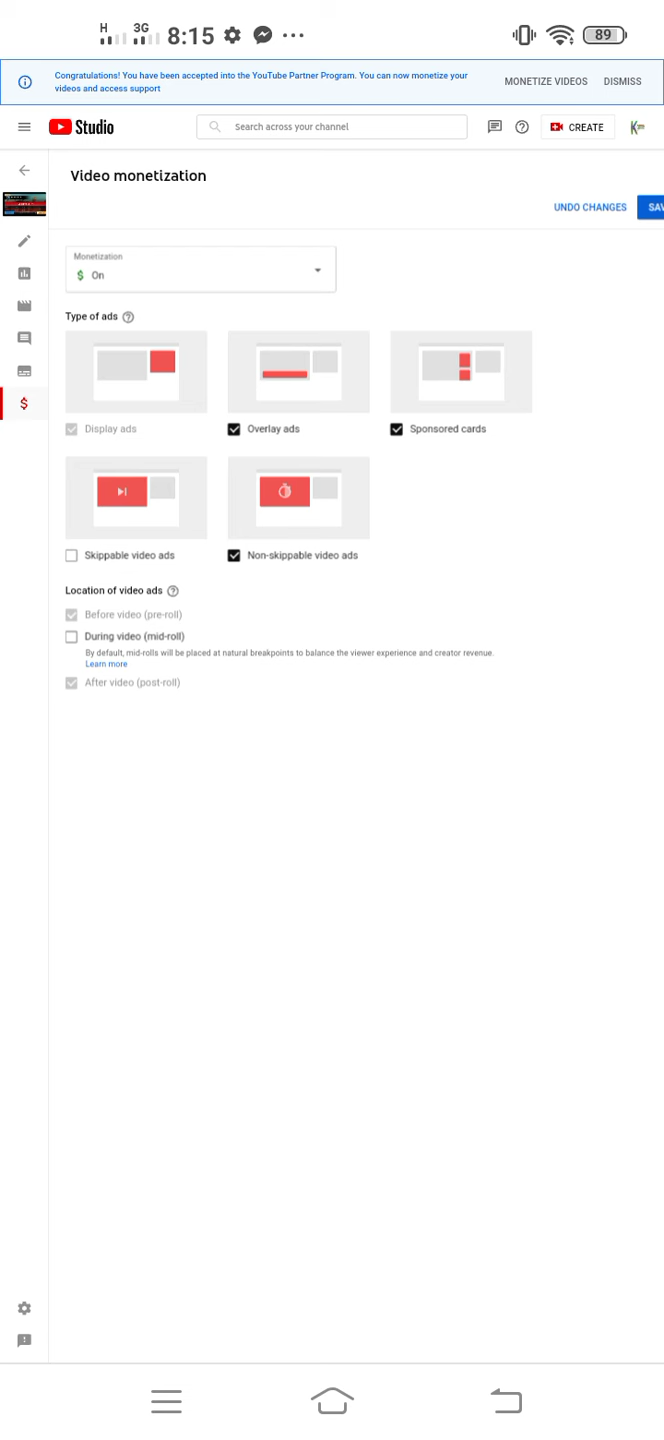 H 3G 8:15 89
Congratulations! You have been accepted into the YouTube Partner Program. You can now monetize your
videos and access support
MONETIZE VIDEOS DISMISS
Studio
Search across your channel
CREATE
Video monetization
UNDO CHANGES
SAV
Monetization
$ On
Type of ads
Display ads
Overlay ads
Sponsored cards
Skippable video ads
Non-skippable video ads
Location of video ads
Before video (pre-roll)
During video (mid-roll)
By default, mid-rolls will be placed at natural breakpoints to balance the viewer experience and creator revenue.
Learn more
After video (post-roll)